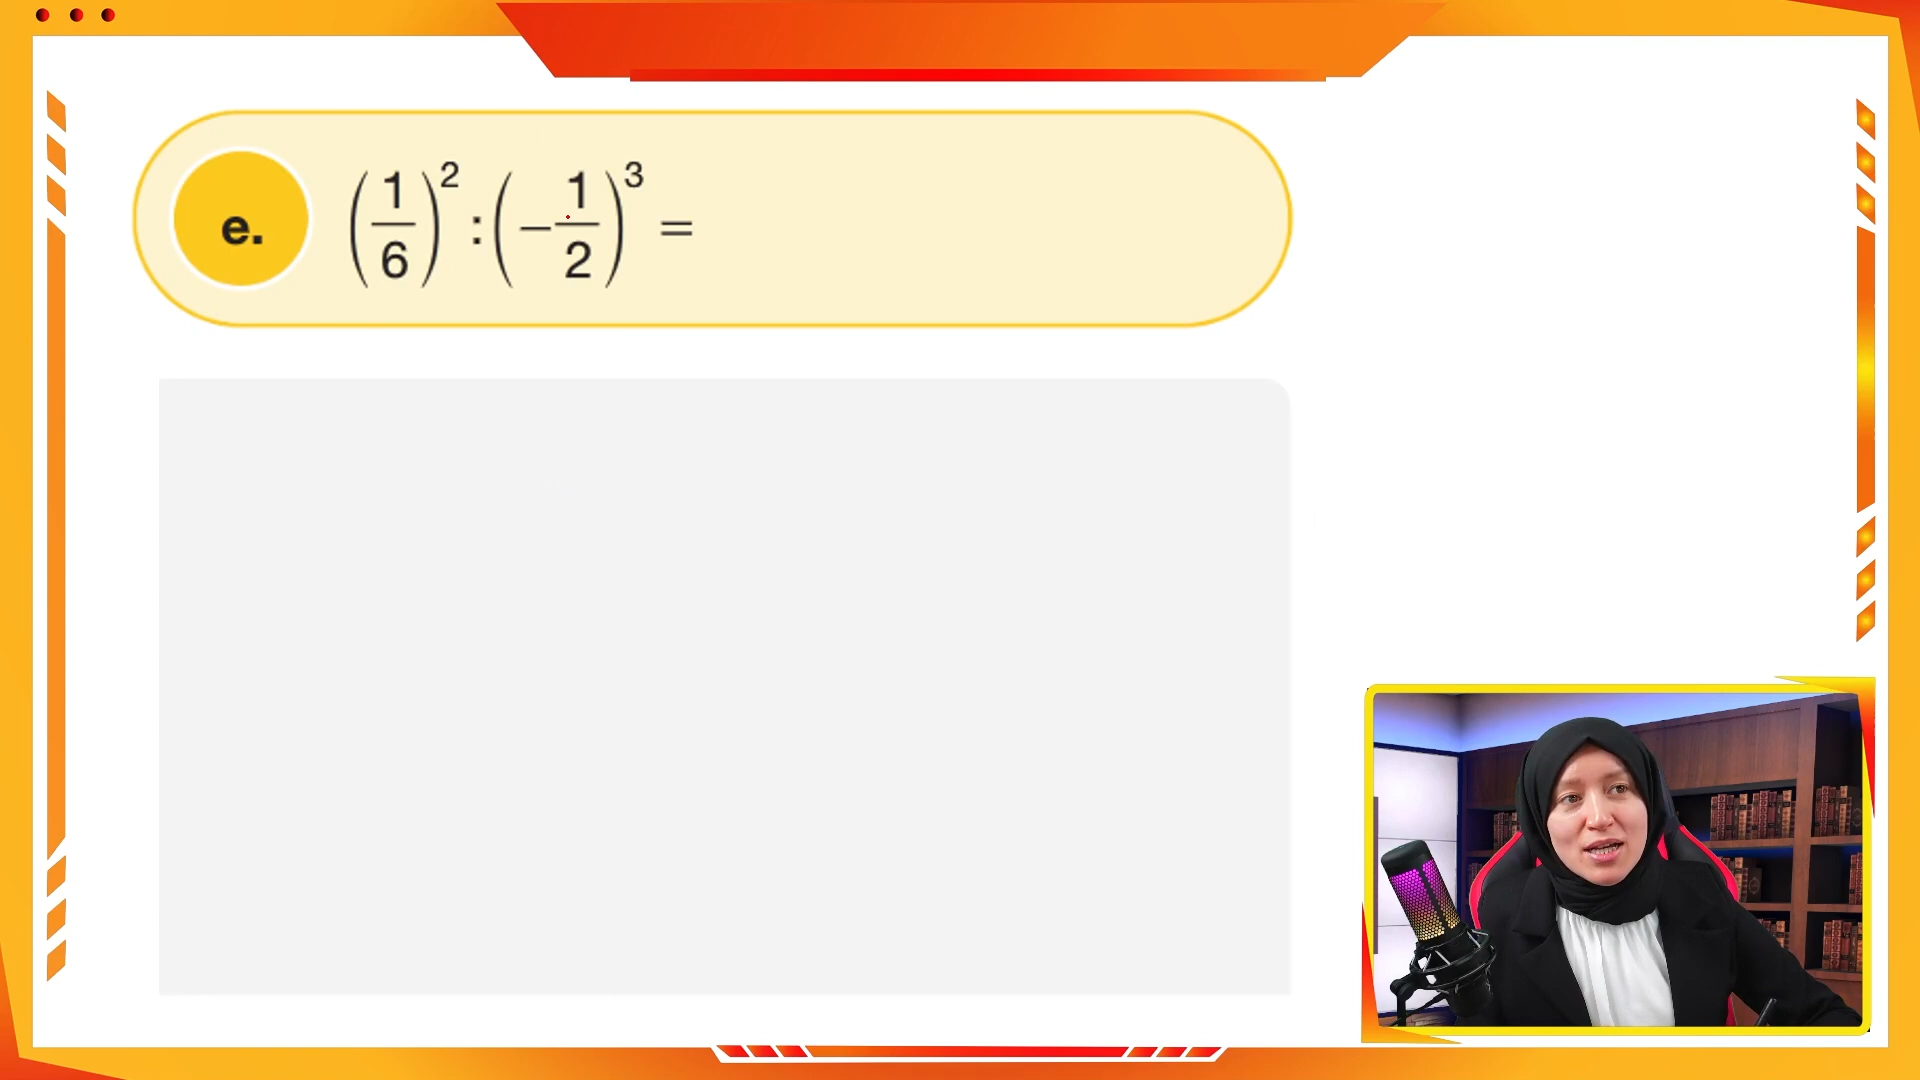 e. (1/6)² : (−1/2)³ =